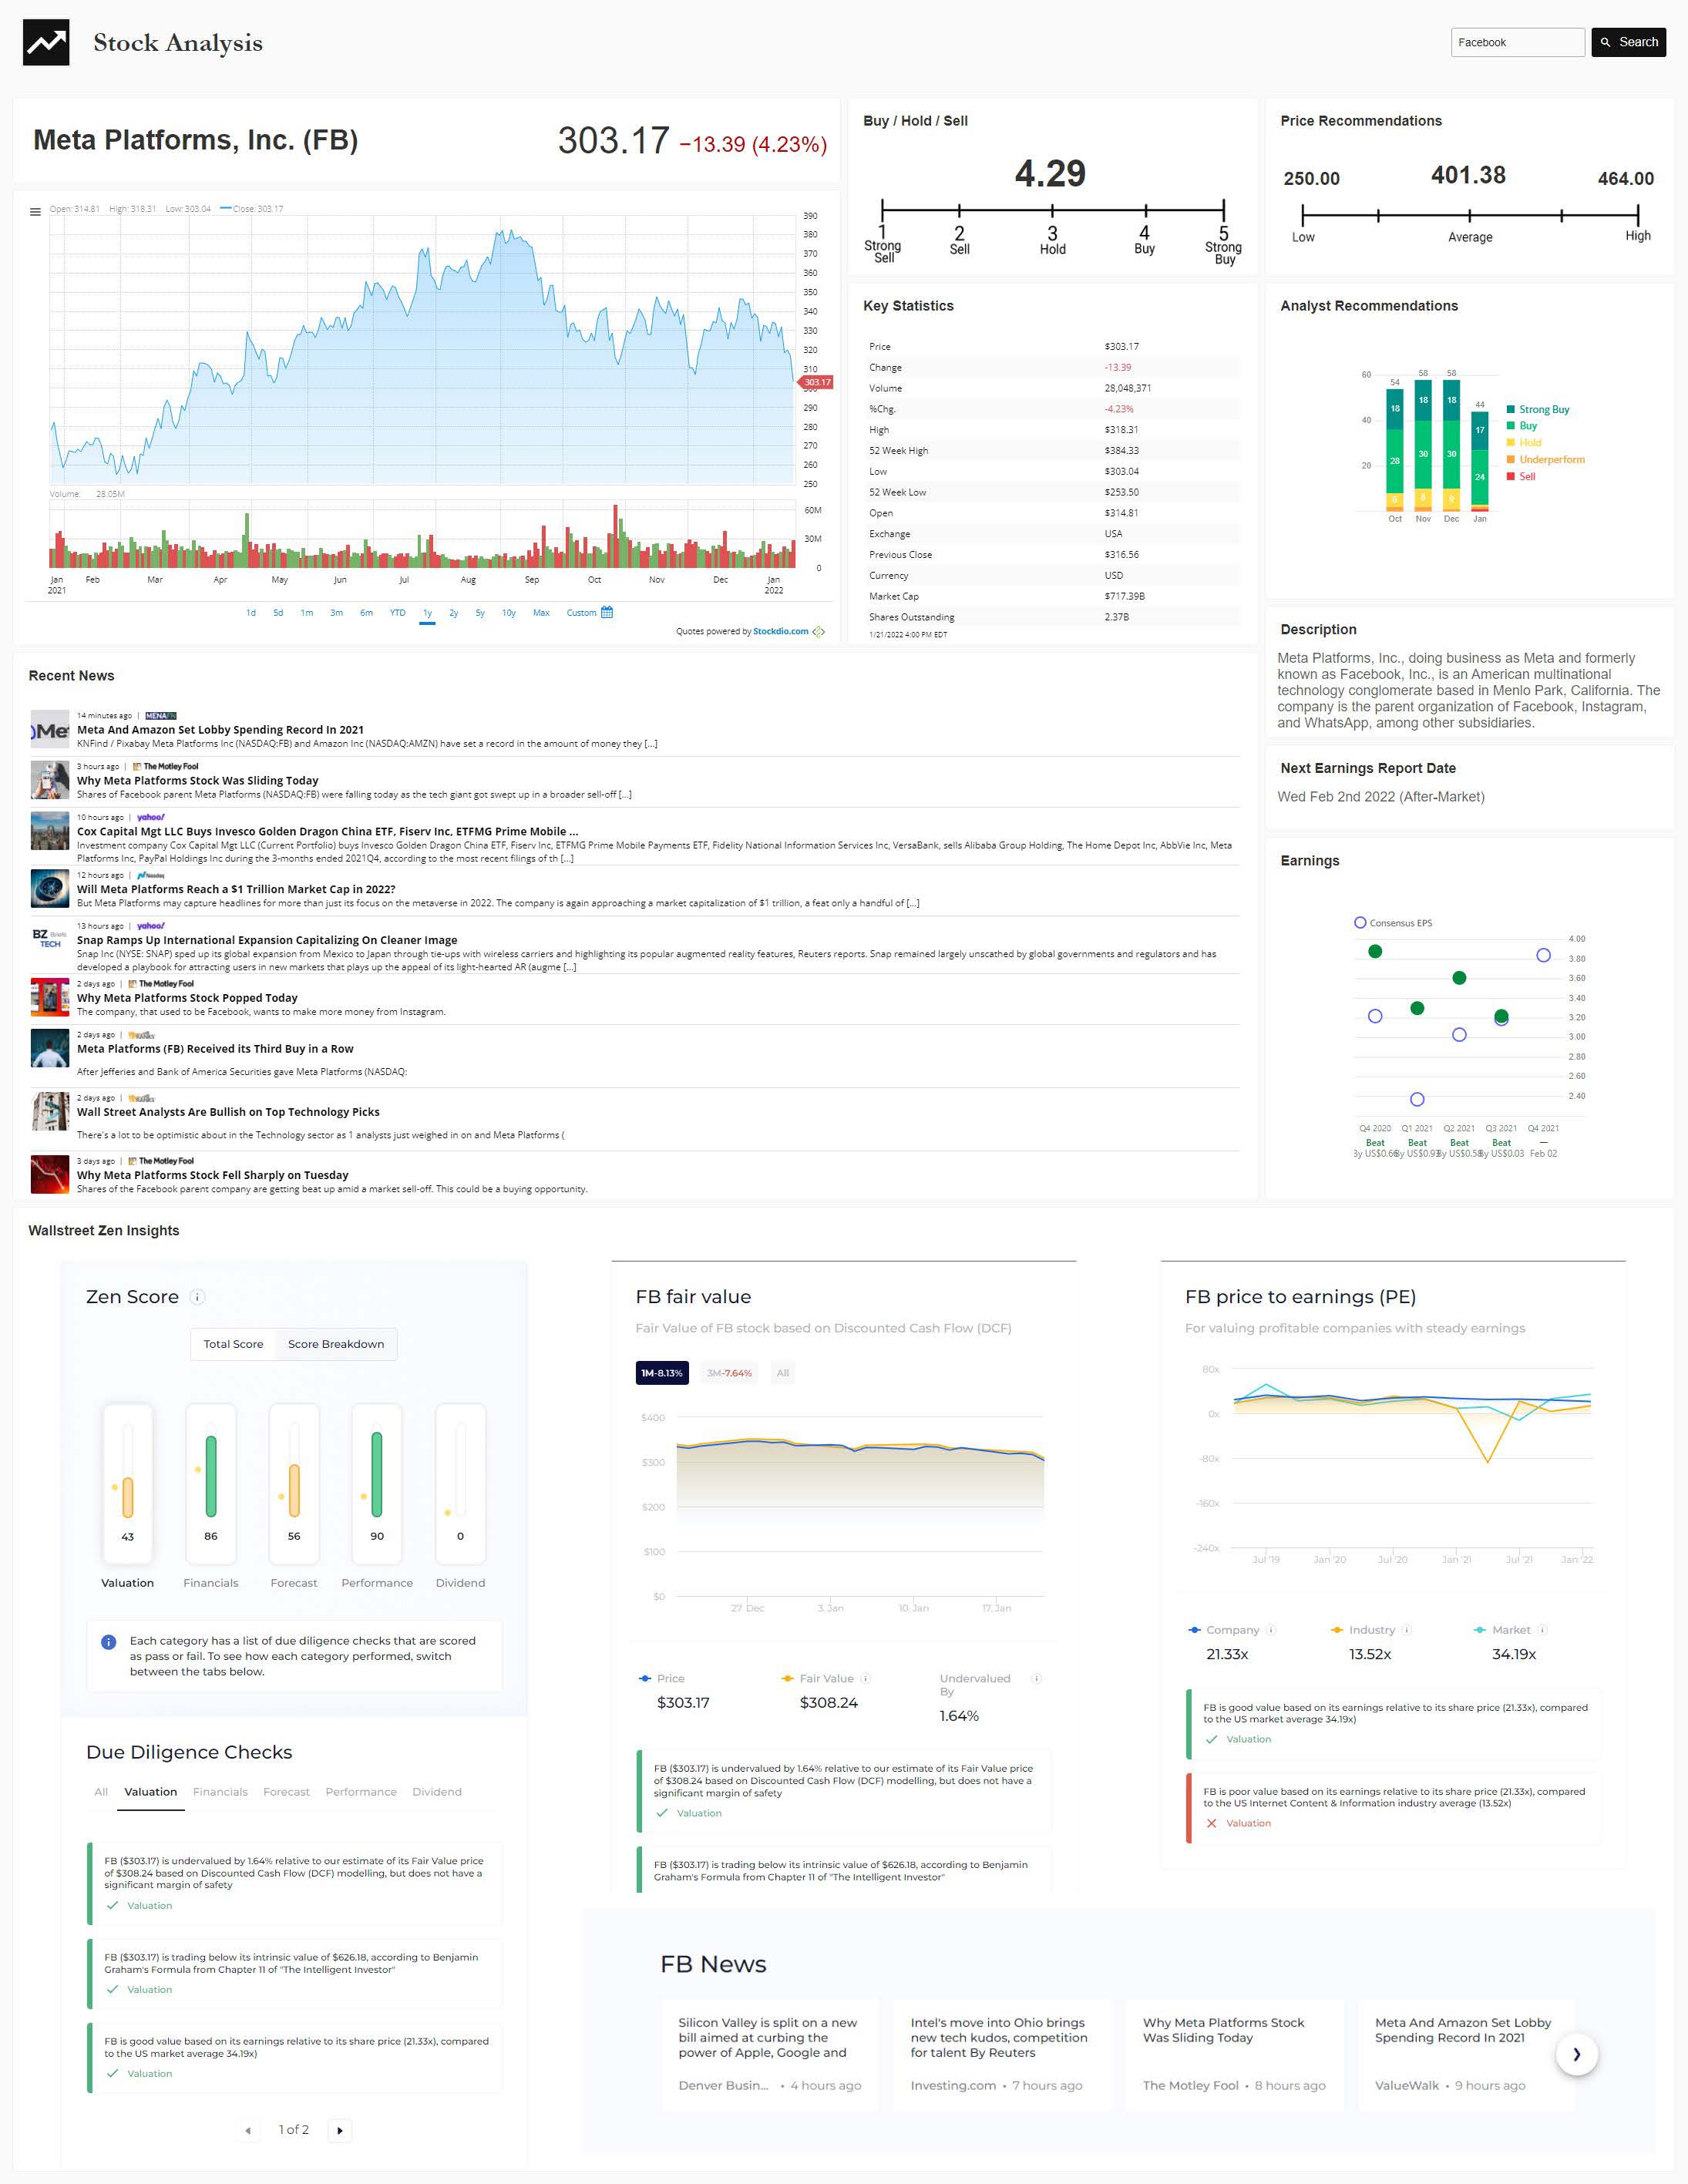 Stock Analysis
Facebook
Search
Meta Platforms, Inc. (FB)
303.17 −13.39 (4.23%)
Open: 314.81 High: 318.31 Low: 303.04 Close: 303.17
390
380
370
360
350
340
330
320
310
303.17
300
290
280
270
260
250
Volume: 28.05M
60M
30M
0
Jan Feb Mar Apr May Jun Jul Aug Sep Oct Nov Dec Jan
2021 2022
1d 5d 1m 3m 6m YTD 1y 2y 5y 10y Max Custom
Quotes powered by Stockdio.com
Buy / Hold / Sell
4.29
1 2 3 4 5
Strong Sell Sell Hold Buy Strong Buy
Price Recommendations
250.00 401.38 464.00
Low Average High
Key Statistics
Price $303.17
Change -13.39
Volume 28,048,371
%Chg. -4.23%
High $318.31
52 Week High $384.33
Low $303.04
52 Week Low $253.50
Open $314.81
Exchange USA
Previous Close $316.56
Currency USD
Market Cap $717.39B
Shares Outstanding 2.37B
1/21/2022 4:00 PM EDT
Analyst Recommendations
60
40
20
54 58 58 44
18 18 18 17
28 30 30 24
6 8 9
Oct Nov Dec Jan
Strong Buy
Buy
Hold
Underperform
Sell
Description
Meta Platforms, Inc., doing business as Meta and formerly
known as Facebook, Inc., is an American multinational
technology conglomerate based in Menlo Park, California. The
company is the parent organization of Facebook, Instagram,
and WhatsApp, among other subsidiaries.
Next Earnings Report Date
Wed Feb 2nd 2022 (After-Market)
Earnings
Consensus EPS
4.00
3.80
3.60
3.40
3.20
3.00
2.80
2.60
2.40
Q4 2020 Q1 2021 Q2 2021 Q3 2021 Q4 2021
Beat Beat Beat Beat —
By US$0.66 By US$0.93 By US$0.58 By US$0.03 Feb 02
Recent News
Me
14 minutes ago | MENAFN
Meta And Amazon Set Lobby Spending Record In 2021
KNFind / Pixabay Meta Platforms Inc (NASDAQ:FB) and Amazon Inc (NASDAQ:AMZN) have set a record in the amount of money they [...]
3 hours ago | The Motley Fool
Why Meta Platforms Stock Was Sliding Today
Shares of Facebook parent Meta Platforms (NASDAQ:FB) were falling today as the tech giant got swept up in a broader sell-off [...]
10 hours ago | yahoo!
Cox Capital Mgt LLC Buys Invesco Golden Dragon China ETF, Fiserv Inc, ETFMG Prime Mobile ...
Investment company Cox Capital Mgt LLC (Current Portfolio) buys Invesco Golden Dragon China ETF, Fiserv Inc, ETFMG Prime Mobile Payments ETF, Fidelity National Information Services Inc, VersaBank, sells Alibaba Group Holding, The Home Depot Inc, AbbVie Inc, Meta
Platforms Inc, PayPal Holdings Inc during the 3-months ended 2021Q4, according to the most recent filings of th [...]
12 hours ago | Nasdaq
Will Meta Platforms Reach a $1 Trillion Market Cap in 2022?
But Meta Platforms may capture headlines for more than just its focus on the metaverse in 2022. The company is again approaching a market capitalization of $1 trillion, a feat only a handful of [...]
BZ
TECH
13 hours ago | yahoo!
Snap Ramps Up International Expansion Capitalizing On Cleaner Image
Snap Inc (NYSE: SNAP) sped up its global expansion from Mexico to Japan through tie-ups with wireless carriers and highlighting its popular augmented reality features, Reuters reports. Snap remained largely unscathed by global governments and regulators and has
developed a playbook for attracting users in new markets that plays up the appeal of its light-hearted AR (augme [...]
2 days ago | The Motley Fool
Why Meta Platforms Stock Popped Today
The company, that used to be Facebook, wants to make more money from Instagram.
2 days ago |
Meta Platforms (FB) Received its Third Buy in a Row
After Jefferies and Bank of America Securities gave Meta Platforms (NASDAQ:
2 days ago |
Wall Street Analysts Are Bullish on Top Technology Picks
There's a lot to be optimistic about in the Technology sector as 1 analysts just weighed in on and Meta Platforms (
3 days ago | The Motley Fool
Why Meta Platforms Stock Fell Sharply on Tuesday
Shares of the Facebook parent company are getting beat up amid a market sell-off. This could be a buying opportunity.
Wallstreet Zen Insights
Zen Score
Total Score Score Breakdown
43 86 56 90 0
Valuation Financials Forecast Performance Dividend
Each category has a list of due diligence checks that are scored
as pass or fail. To see how each category performed, switch
between the tabs below.
Due Diligence Checks
All Valuation Financials Forecast Performance Dividend
FB ($303.17) is undervalued by 1.64% relative to our estimate of its Fair Value price
of $308.24 based on Discounted Cash Flow (DCF) modelling, but does not have a
significant margin of safety
Valuation
FB ($303.17) is trading below its intrinsic value of $626.18, according to Benjamin
Graham's Formula from Chapter 11 of "The Intelligent Investor"
Valuation
FB is good value based on its earnings relative to its share price (21.33x), compared
to the US market average 34.19x)
Valuation
1 of 2
FB fair value
Fair Value of FB stock based on Discounted Cash Flow (DCF)
1M-8.13% 3M-7.64% All
$400
$300
$200
$100
$0
27. Dec 3. Jan 10. Jan 17. Jan
Price Fair Value Undervalued By
$303.17 $308.24 1.64%
FB ($303.17) is undervalued by 1.64% relative to our estimate of its Fair Value price
of $308.24 based on Discounted Cash Flow (DCF) modelling, but does not have a
significant margin of safety
Valuation
FB ($303.17) is trading below its intrinsic value of $626.18, according to Benjamin
Graham's Formula from Chapter 11 of "The Intelligent Investor"
FB price to earnings (PE)
For valuing profitable companies with steady earnings
80x
0x
-80x
-160x
-240x
Jul '19 Jan '20 Jul '20 Jan '21 Jul '21 Jan '22
Company Industry Market
21.33x 13.52x 34.19x
FB is good value based on its earnings relative to its share price (21.33x), compared
to the US market average 34.19x)
Valuation
FB is poor value based on its earnings relative to its share price (21.33x), compared
to the US Internet Content & Information industry average (13.52x)
Valuation
FB News
Silicon Valley is split on a new
bill aimed at curbing the
power of Apple, Google and
Denver Busin... • 4 hours ago
Intel's move into Ohio brings
new tech kudos, competition
for talent By Reuters
Investing.com • 7 hours ago
Why Meta Platforms Stock
Was Sliding Today
The Motley Fool • 8 hours ago
Meta And Amazon Set Lobby
Spending Record In 2021
ValueWalk • 9 hours ago